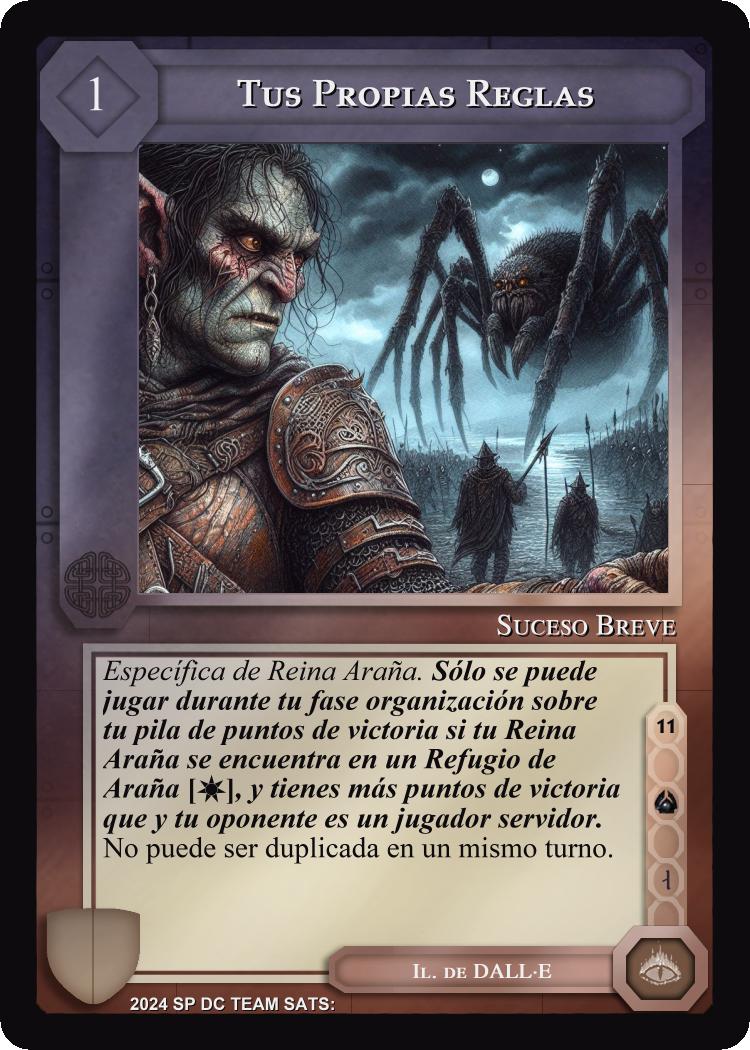 1
Tus Propias Reglas
Suceso Breve
Específica de Reina Araña. Sólo se puede
jugar durante tu fase organización sobre
tu pila de puntos de victoria si tu Reina
Araña se encuentra en un Refugio de
Araña [☀], y tienes más puntos de victoria
que y tu oponente es un jugador servidor.
No puede ser duplicada en un mismo turno.
11
Il. de DALL·E
2024 SP DC TEAM SATS: